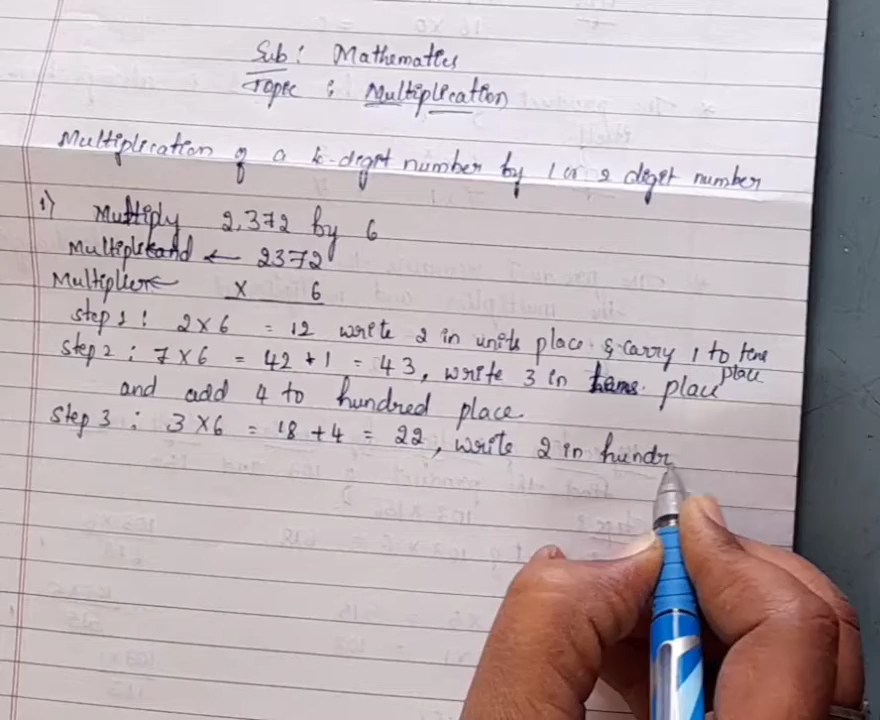 Sub : Mathematics
Topic : Multiplication
Multiplication of a 4-digit number by 1 or 2 digit number
1) Multiply 2,372 by 6
Multiplicand ← 2372
Multiplier ← x 6
Step 1 : 2 x 6 = 12 write 2 in units place & carry 1 to tens place
Step 2 : 7 x 6 = 42 + 1 = 43, write 3 in tens place
and add 4 to hundred place.
Step 3 : 3 x 6 = 18 + 4 = 22, write 2 in hundr